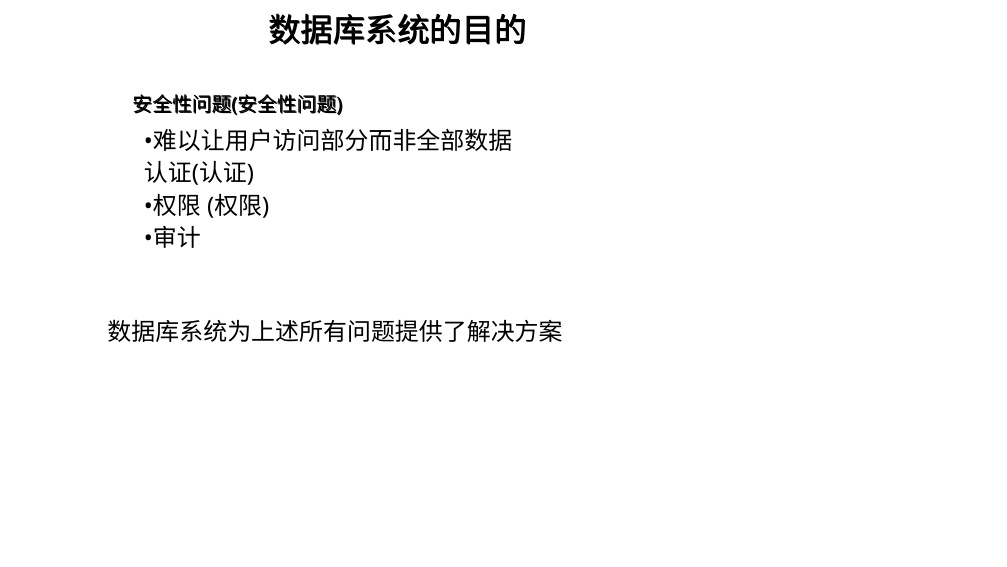 数据库系统的目的
安全性问题(安全性问题)
•难以让用户访问部分而非全部数据
认证(认证)
•权限 (权限)
•审计
数据库系统为上述所有问题提供了解决方案